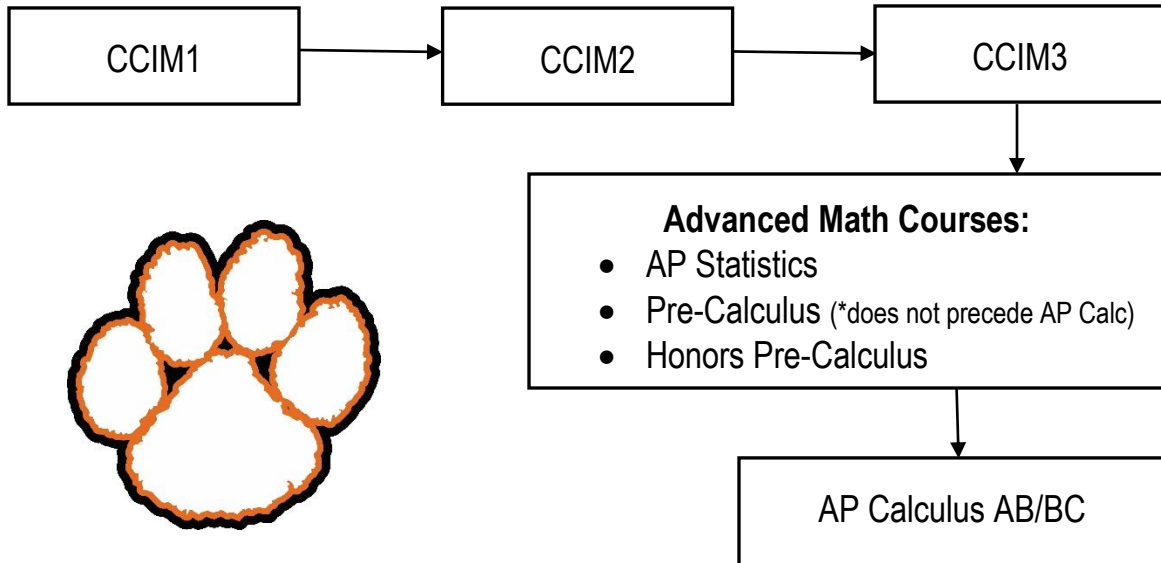 CCIM1
CCIM2
CCIM3
Advanced Math Courses:
• AP Statistics
• Pre-Calculus (*does not precede AP Calc)
• Honors Pre-Calculus
AP Calculus AB/BC